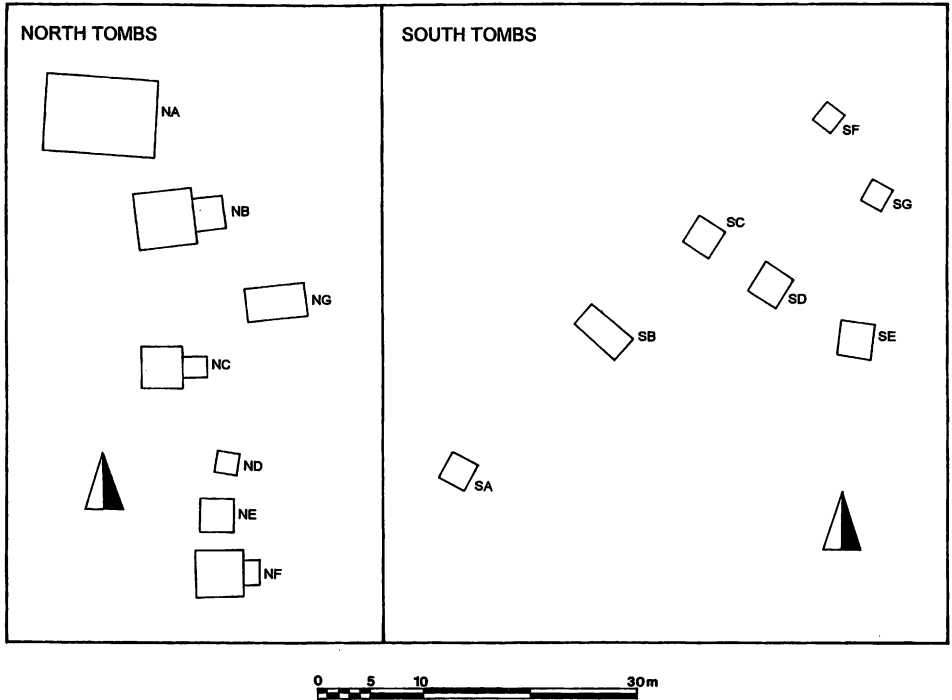 NORTH TOMBS
NA
NB
NG
NC
ND
NE
NF
SOUTH TOMBS
SF
SG
SC
SD
SE
SB
SA
0 5 10 30m